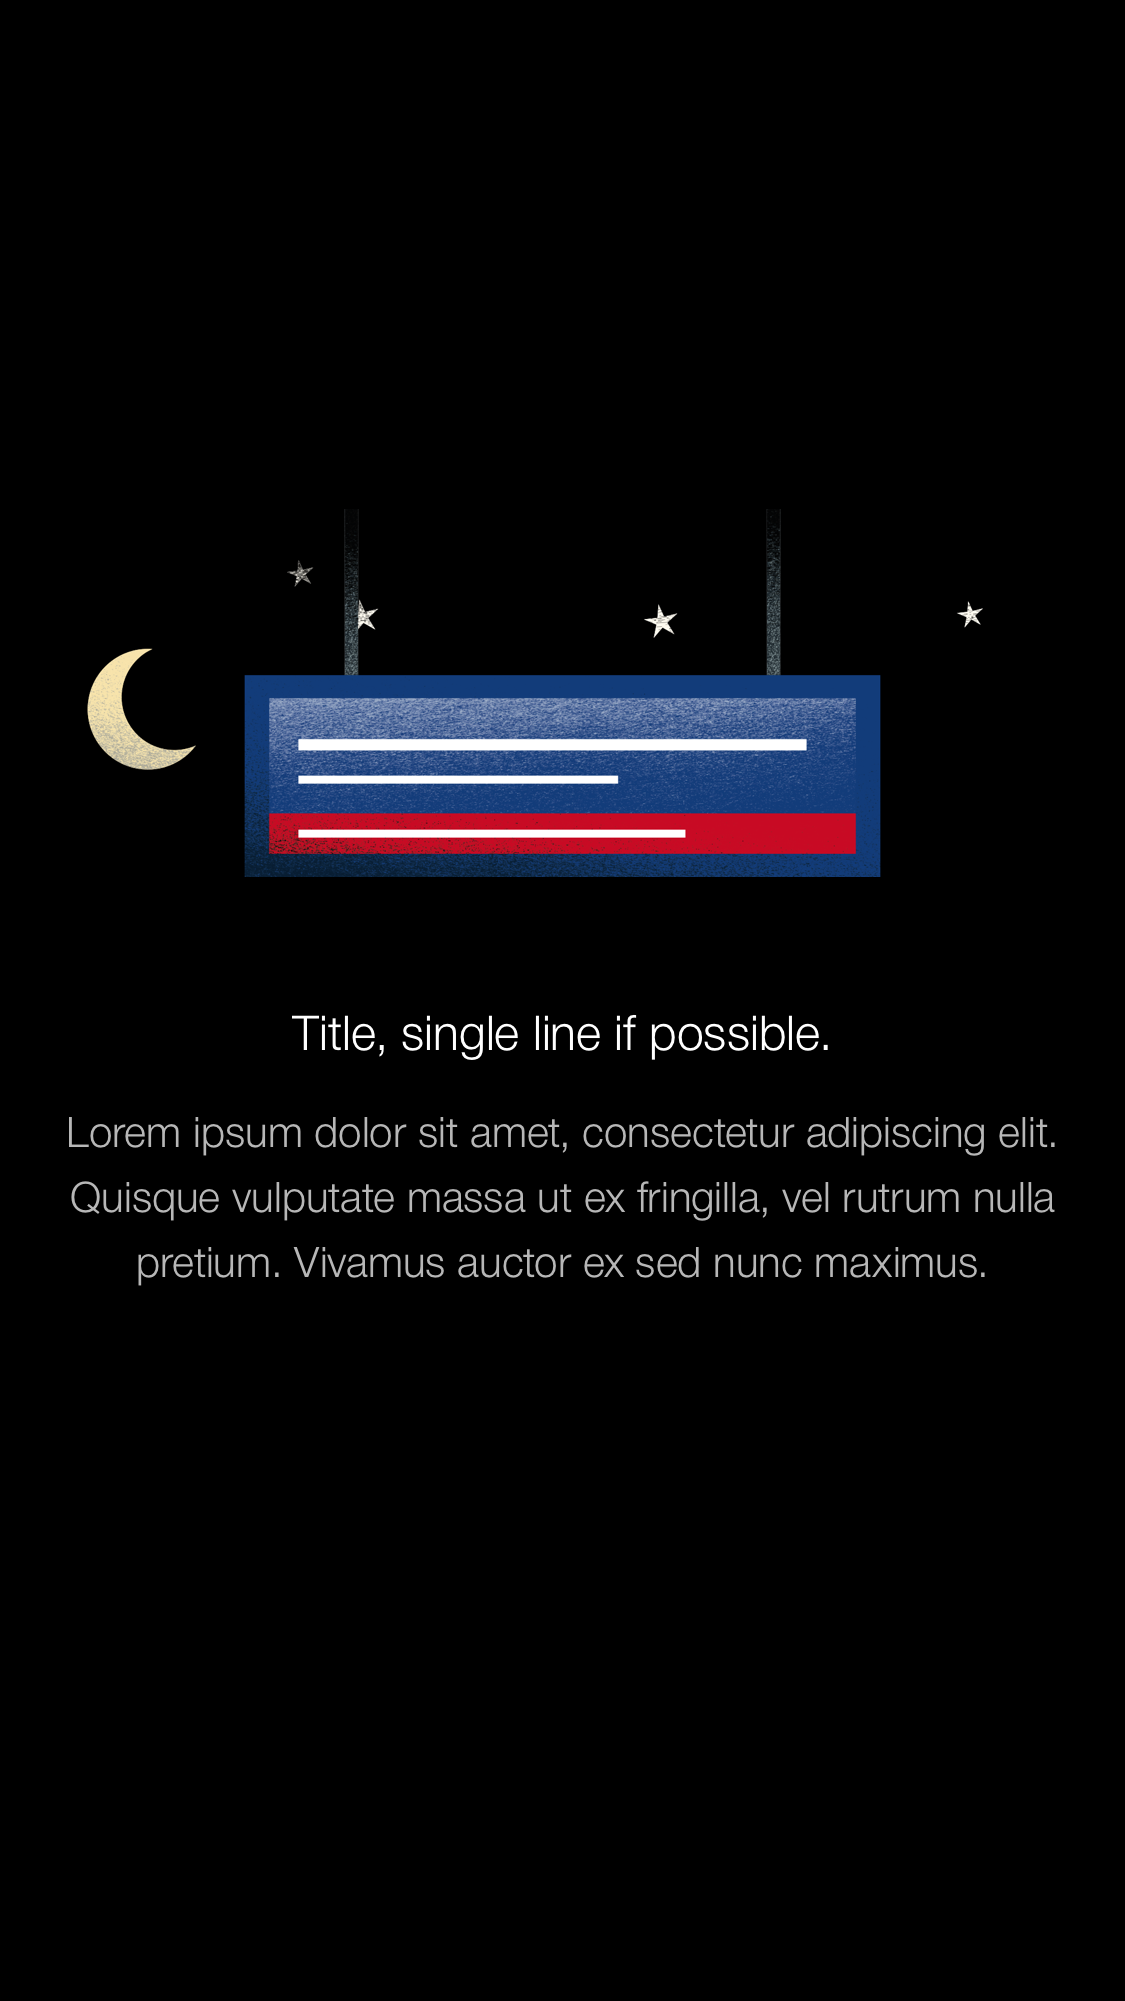 Title, single line if possible.
Lorem ipsum dolor sit amet, consectetur adipiscing elit.
Quisque vulputate massa ut ex fringilla, vel rutrum nulla
pretium. Vivamus auctor ex sed nunc maximus.